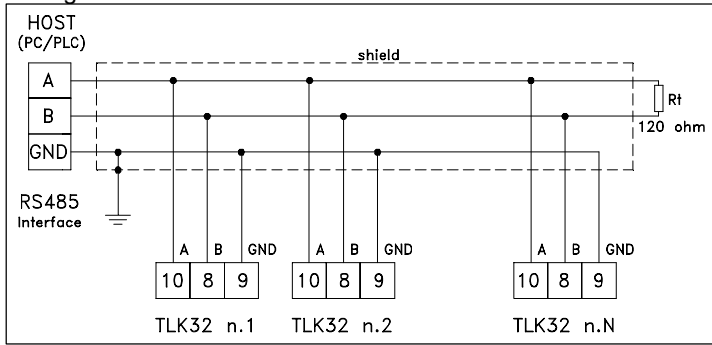 HOST
(PC/PLC)
shield
A
B
GND
Rt
120 ohm
RS485
Interface
A B GND
A B GND
A B GND
10 8 9
10 8 9
10 8 9
TLK32 n.1
TLK32 n.2
TLK32 n.N